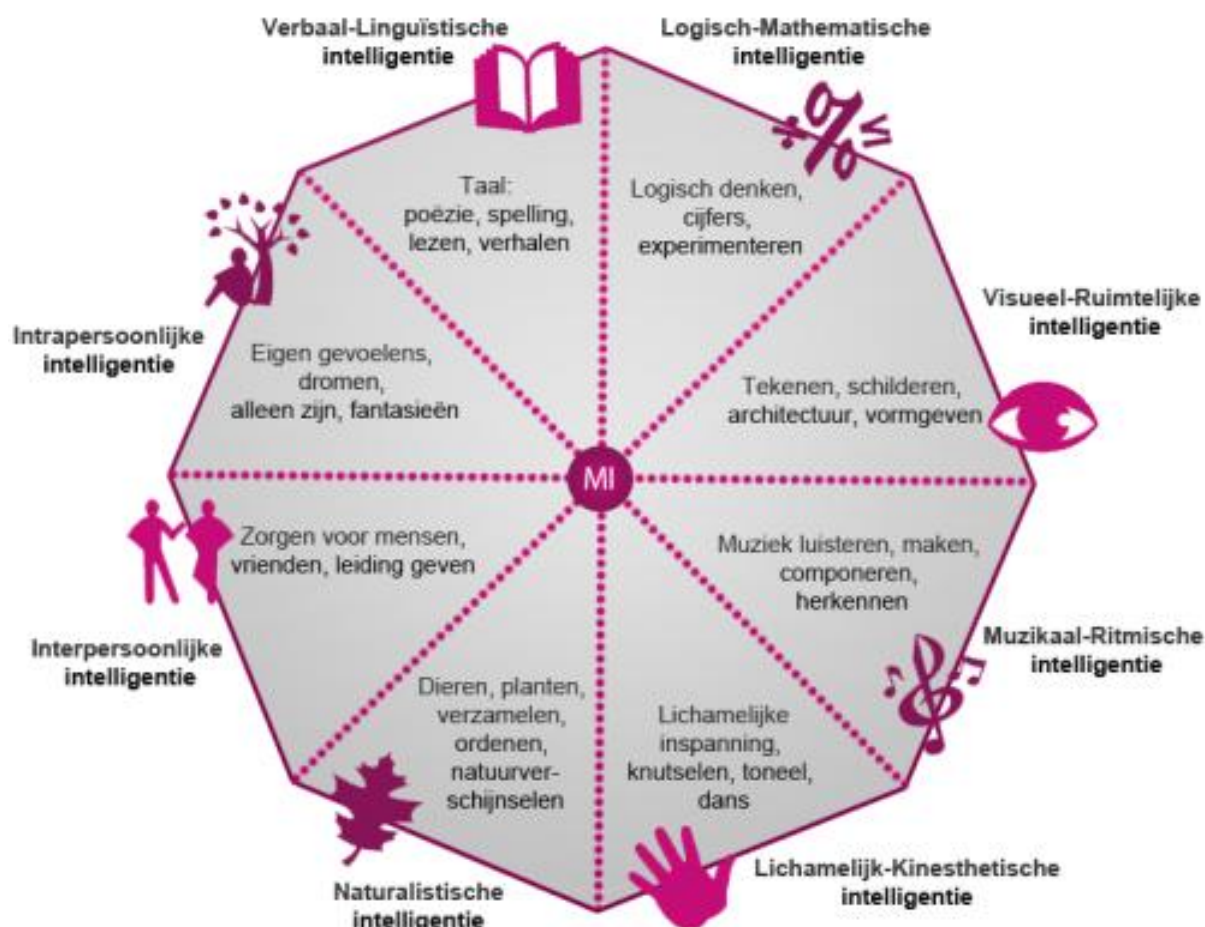 Verbaal-Linguïstische
intelligentie
Logisch-Mathematische
intelligentie
Taal:
poëzie, spelling,
lezen, verhalen
Logisch denken,
cijfers,
experimenteren
Visueel-Ruimtelijke
intelligentie
Intrapersoonlijke
intelligentie
Eigen gevoelens,
dromen,
alleen zijn, fantasieën
Tekenen, schilderen,
architectuur, vormgeven
MI
Zorgen voor mensen,
vrienden, leiding geven
Muziek luisteren, maken,
componeren,
herkennen
Interpersoonlijke
intelligentie
Muzikaal-Ritmische
intelligentie
Dieren, planten,
verzamelen,
ordenen,
natuurver-
schijnselen
Lichamelijke
inspanning,
knutselen, toneel,
dans
Lichamelijk-Kinesthetische
intelligentie
Naturalistische
intelligentie